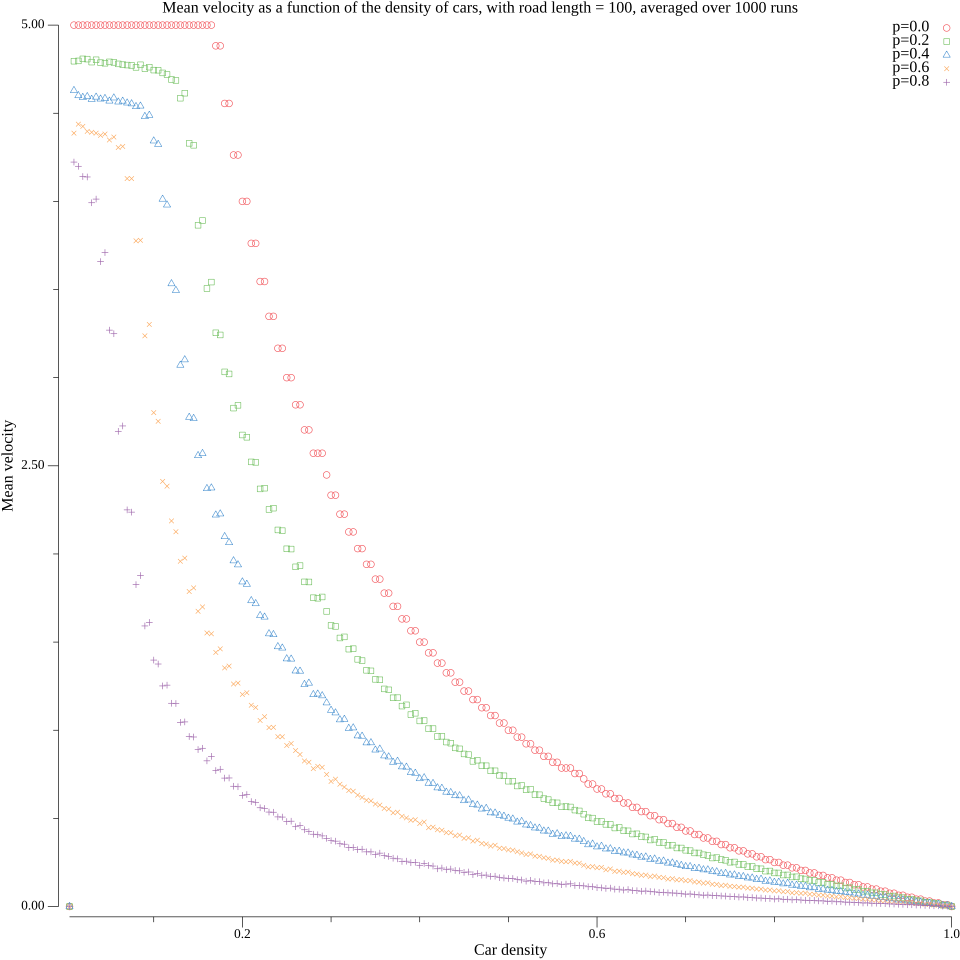 Mean velocity as a function of the density of cars, with road length = 100, averaged over 1000 runs
5.00
p=0.0
p=0.2
p=0.4
p=0.6
p=0.8
Mean velocity
2.50
0.00
0.2
0.6
1.0
Car density